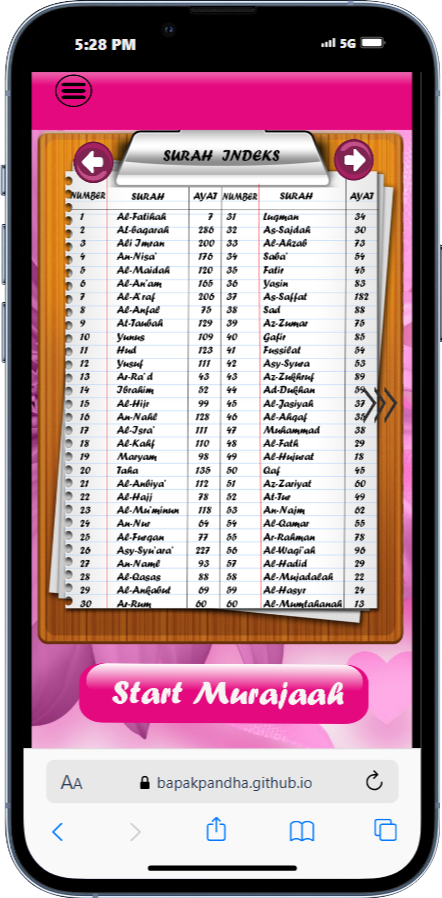 5:28 PM 5G
SURAH INDEKS
NUMBER SURAH AYAT NUMBER SURAH AYAT
1 Al-Fatihah 7 31 Luqman 34
2 Al-baqarah 286 32 As-Sajdah 30
3 Ali Imran 200 33 Al-Ahzab 73
4 An-Nisa' 176 34 Saba' 54
5 Al-Maidah 120 35 Fatir 45
6 Al-An'am 165 36 Yasin 83
7 Al-A'raf 206 37 As-Saffat 182
8 Al-Anfal 75 38 Sad 88
9 At-Taubah 129 39 Az-Zumar 75
10 Yunus 109 40 Gafir 85
11 Hud 123 41 Fussilat 54
12 Yusuf 111 42 Asy-Syura 53
13 Ar-Ra'd 43 43 Az-Zukhruf 89
14 Ibrahim 52 44 Ad-Dukhan 59
15 Al-Hijr 99 45 Al-Jasiyah 37
16 An-Nahl 128 46 Al-Ahqaf 35
17 Al-Isra' 111 47 Muhammad 38
18 Al-Kahf 110 48 Al-Fath 29
19 Maryam 98 49 Al-Hujurat 18
20 Taha 135 50 Qaf 45
21 Al-Anbiya' 112 51 Az-Zariyat 60
22 Al-Hajj 78 52 At-Tur 49
23 Al-Mu'minun 118 53 An-Najm 62
24 An-Nur 64 54 Al-Qamar 55
25 Al-Furqan 77 55 Ar-Rahman 78
26 Asy-Syu'ara' 227 56 Al-Waqi'ah 96
27 An-Naml 93 57 Al-Hadid 29
28 Al-Qasas 88 58 Al-Mujadalah 22
29 Al-Ankabut 69 59 Al-Hasyr 24
30 Ar-Rum 60 60 Al-Mumtahanah 13
Start Murajaah
AA bapakpandha.github.io